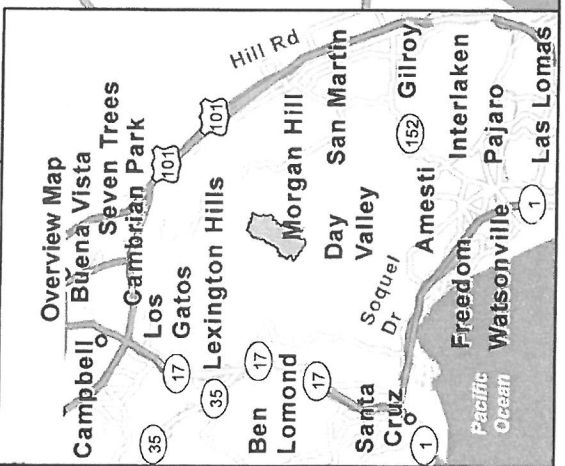 Overview Map
Buena Vista
Seven Trees
Campbell
Cambrian Park
Los
Gatos
Lexington Hills
Hill Rd
101
101
17
35
35
17
17
Ben
Lomond
Morgan Hill
San Martin
Day
Valley
Soquel
Dr
Santa
Cruz
1
152
Gilroy
Amesti
Interlaken
Freedom
Pajaro
Watsonville
Las Lomas
1
Pacific
Ocean